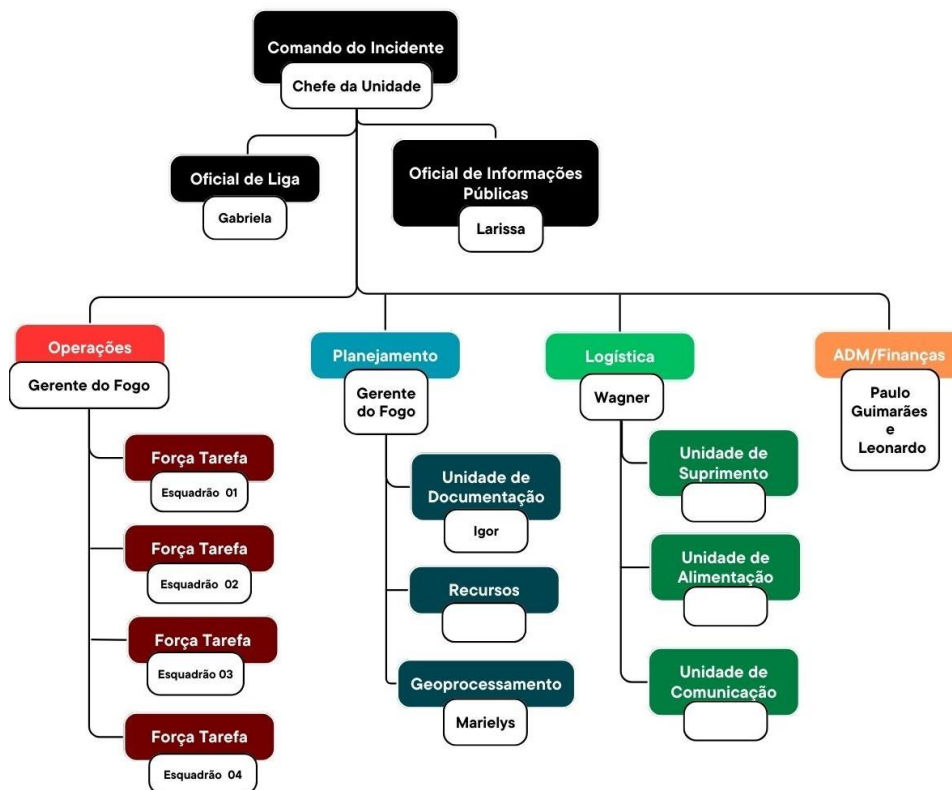 Comando do Incidente
Chefe da Unidade
Oficial de Liga
Gabriela
Oficial de Informações
Públicas
Larissa
Operações
Gerente do Fogo
Força Tarefa
Esquadrão 01
Força Tarefa
Esquadrão 02
Força Tarefa
Esquadrão 03
Força Tarefa
Esquadrão 04
Planejamento
Gerente
do Fogo
Unidade de
Documentação
Igor
Recursos
Geoprocessamento
Marielys
Logística
Wagner
Unidade de
Suprimento
Unidade de
Alimentação
Unidade de
Comunicação
ADM/Finanças
Paulo
Guimarães
e
Leonardo